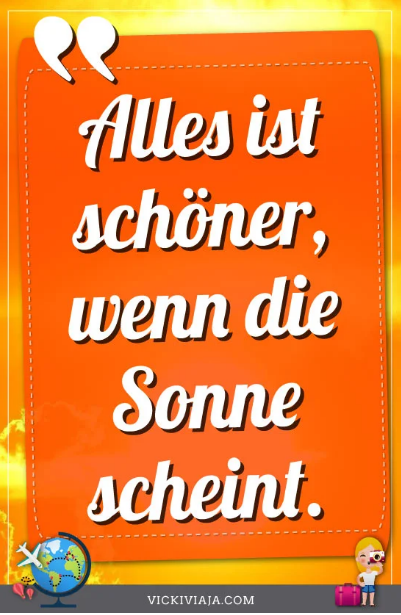 Alles ist
schöner,
wenn die
Sonne
scheint.
VICKIVIAJA.COM